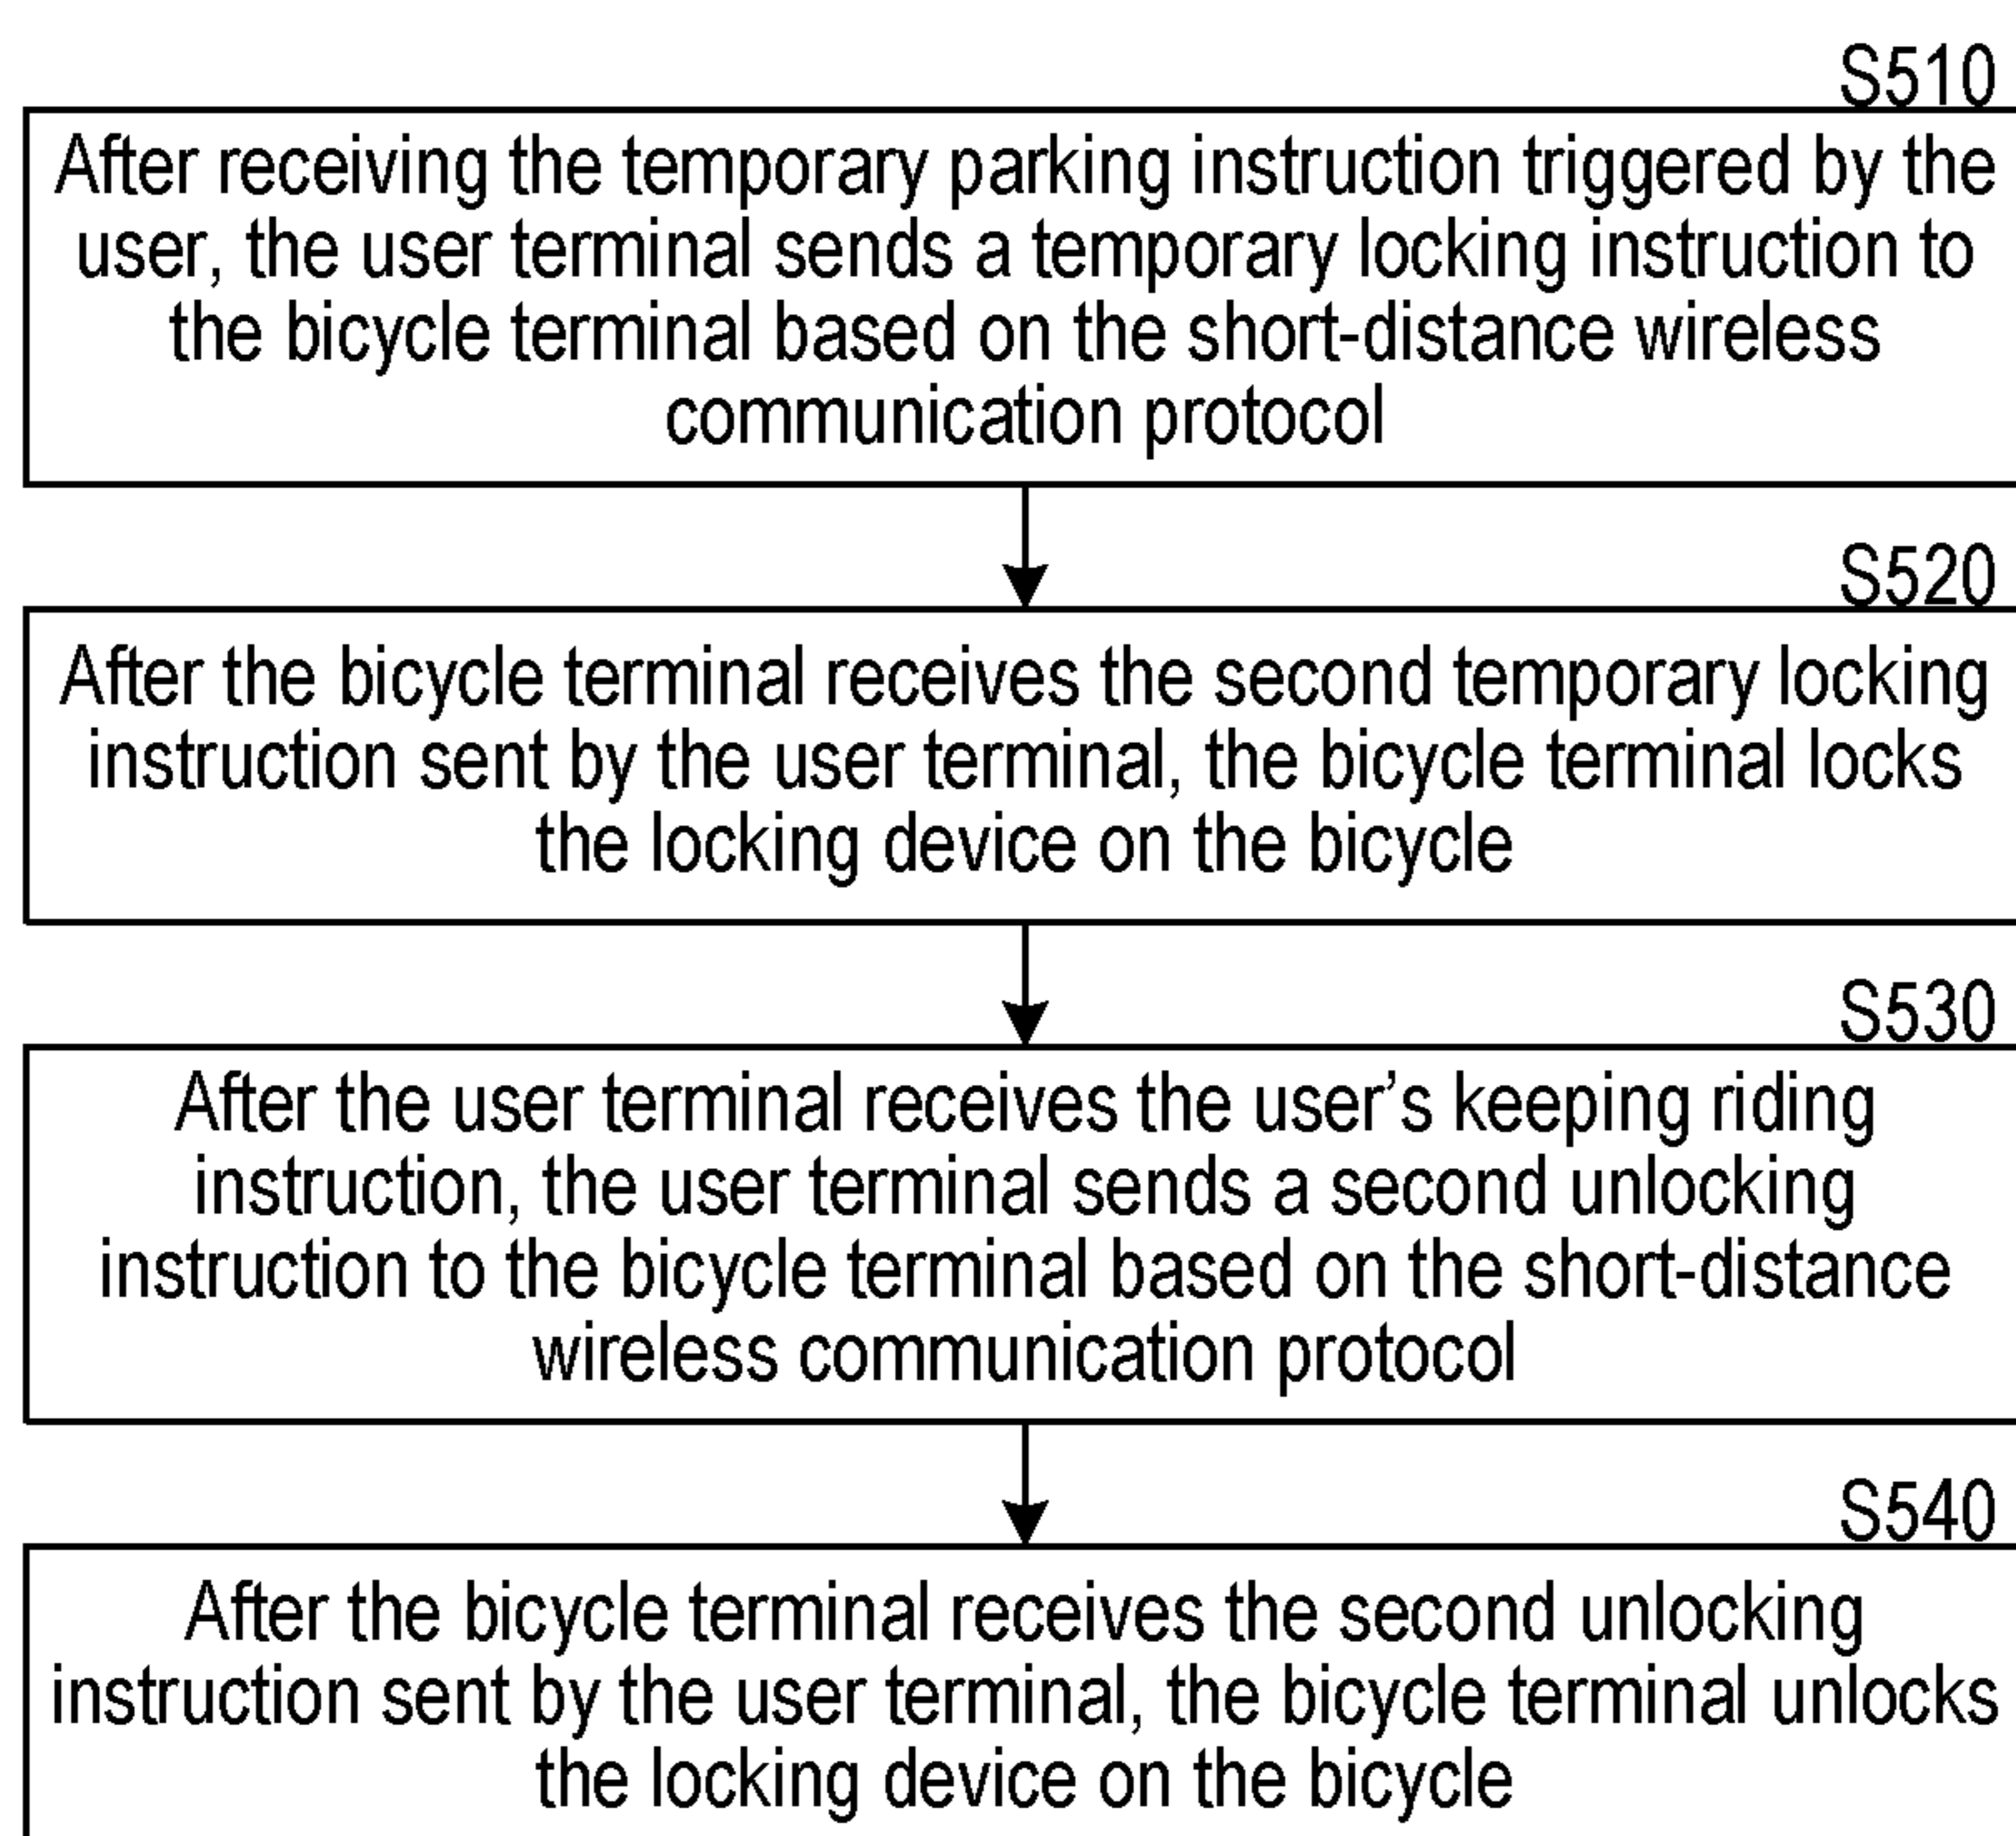 S510
After receiving the temporary parking instruction triggered by the
user, the user terminal sends a temporary locking instruction to
the bicycle terminal based on the short-distance wireless
communication protocol
S520
After the bicycle terminal receives the second temporary locking
instruction sent by the user terminal, the bicycle terminal locks
the locking device on the bicycle
S530
After the user terminal receives the user’s keeping riding
instruction, the user terminal sends a second unlocking
instruction to the bicycle terminal based on the short-distance
wireless communication protocol
S540
After the bicycle terminal receives the second unlocking
instruction sent by the user terminal, the bicycle terminal unlocks
the locking device on the bicycle